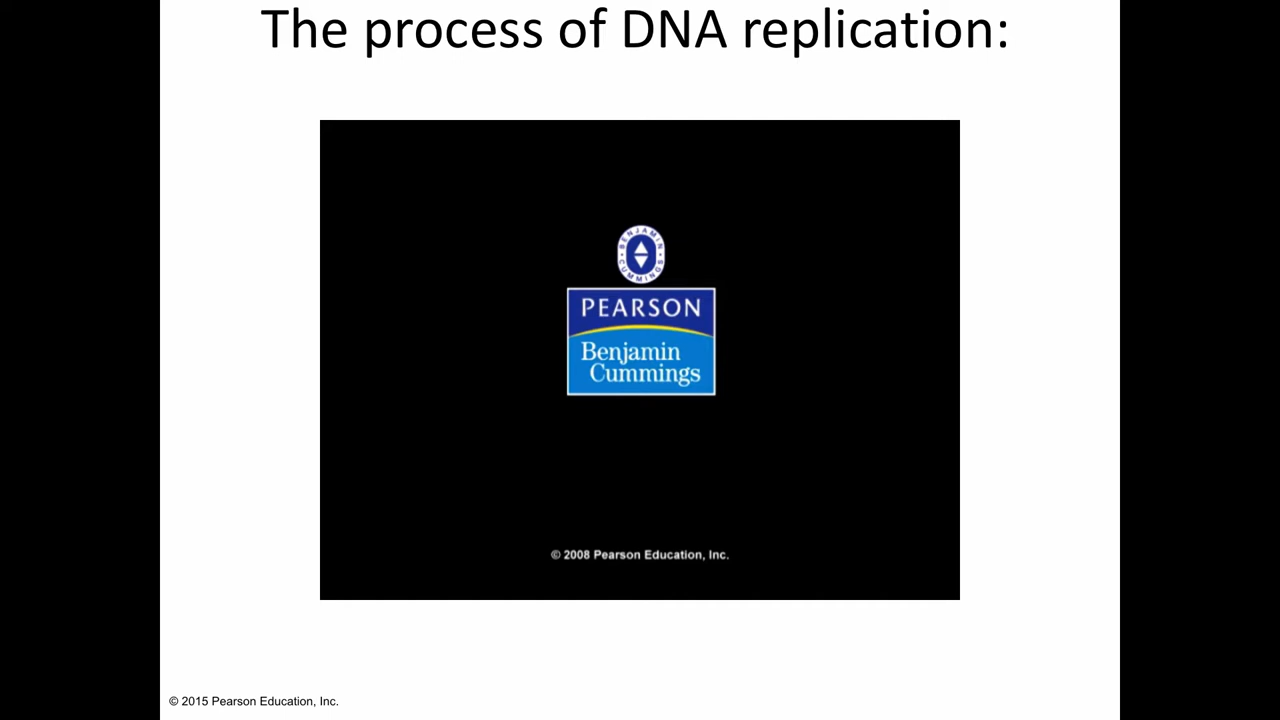 The process of DNA replication:
BENJAMIN
CUMMINGS
PEARSON
Benjamin
Cummings
© 2008 Pearson Education, Inc.
© 2015 Pearson Education, Inc.